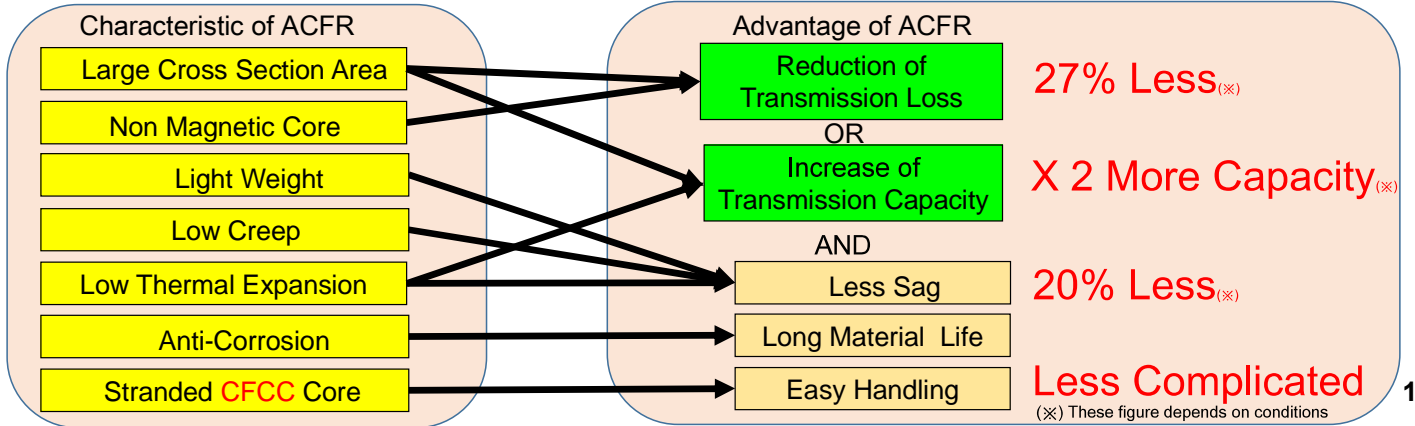 Characteristic of ACFR
Large Cross Section Area
Non Magnetic Core
Light Weight
Low Creep
Low Thermal Expansion
Anti-Corrosion
Stranded CFCC Core
Advantage of ACFR
Reduction of
Transmission Loss
27% Less(※)
OR
Increase of
Transmission Capacity
X 2 More Capacity(※)
AND
Less Sag
20% Less(※)
Long Material Life
Easy Handling
Less Complicated
(※) These figure depends on conditions
1